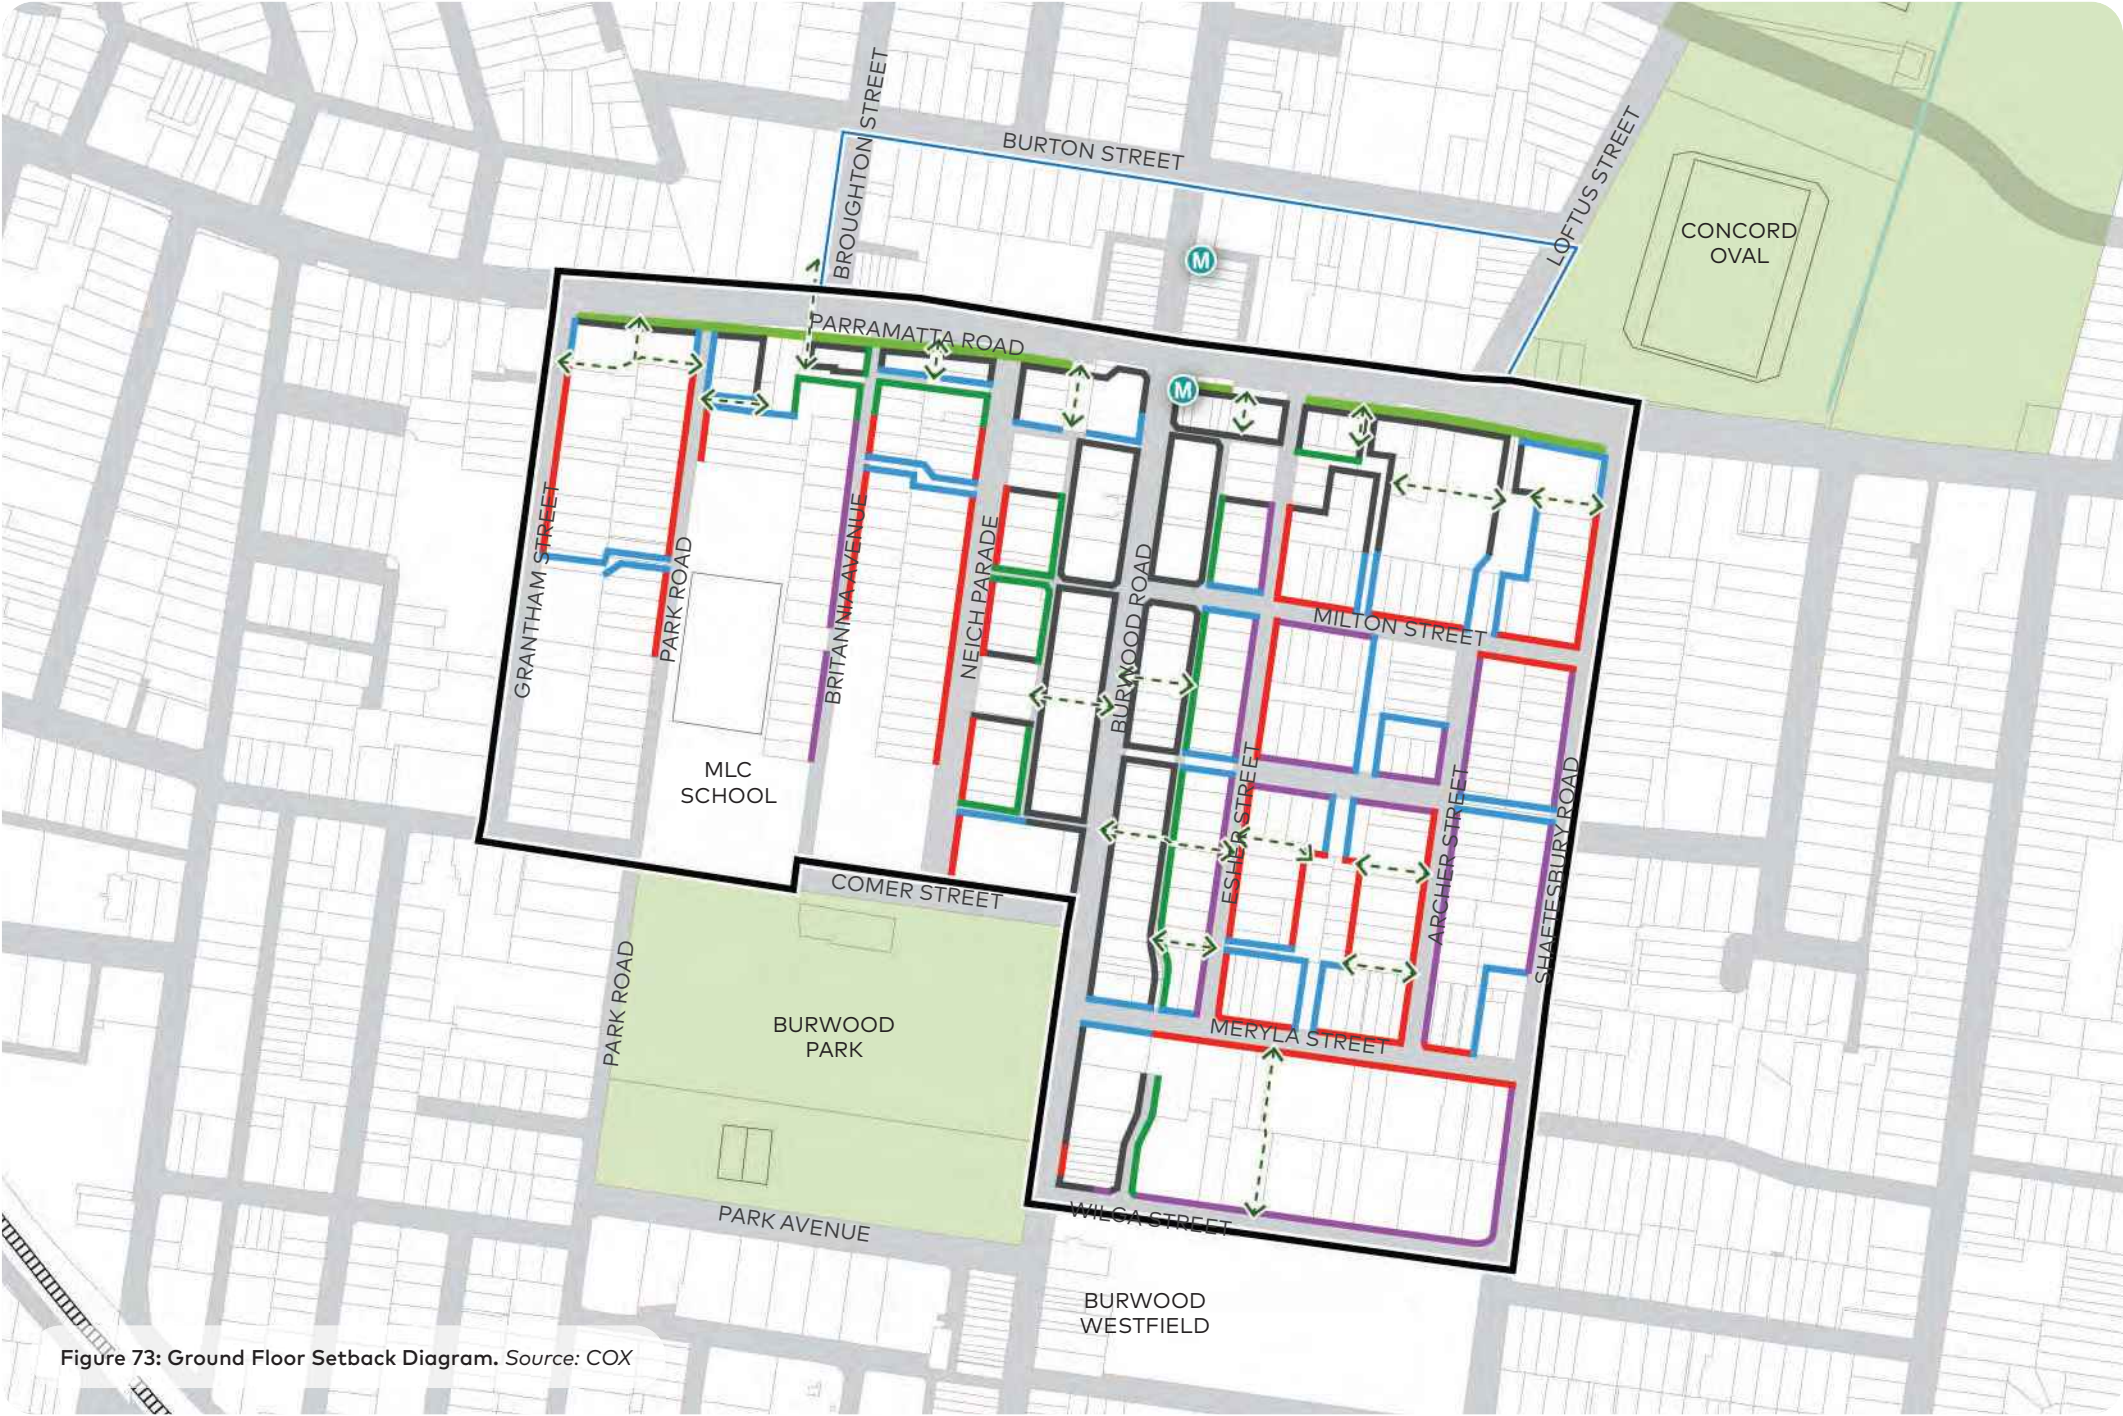 BROUGHTON STREET
BURTON STREET
LOFTUS STREET
CONCORD
OVAL
M
PARRAMATTA ROAD
M
GRANTHAM STREET
PARK ROAD
BRITANNIA AVENUE
NEICH PARADE
BURWOOD ROAD
MILTON STREET
MLC
SCHOOL
ESHER STREET
ARCHER STREET
SHAFTESBURY ROAD
COMER STREET
PARK ROAD
BURWOOD
PARK
MERYLA STREET
PARK AVENUE
WILGA STREET
BURWOOD
WESTFIELD
Figure 73: Ground Floor Setback Diagram. Source: COX